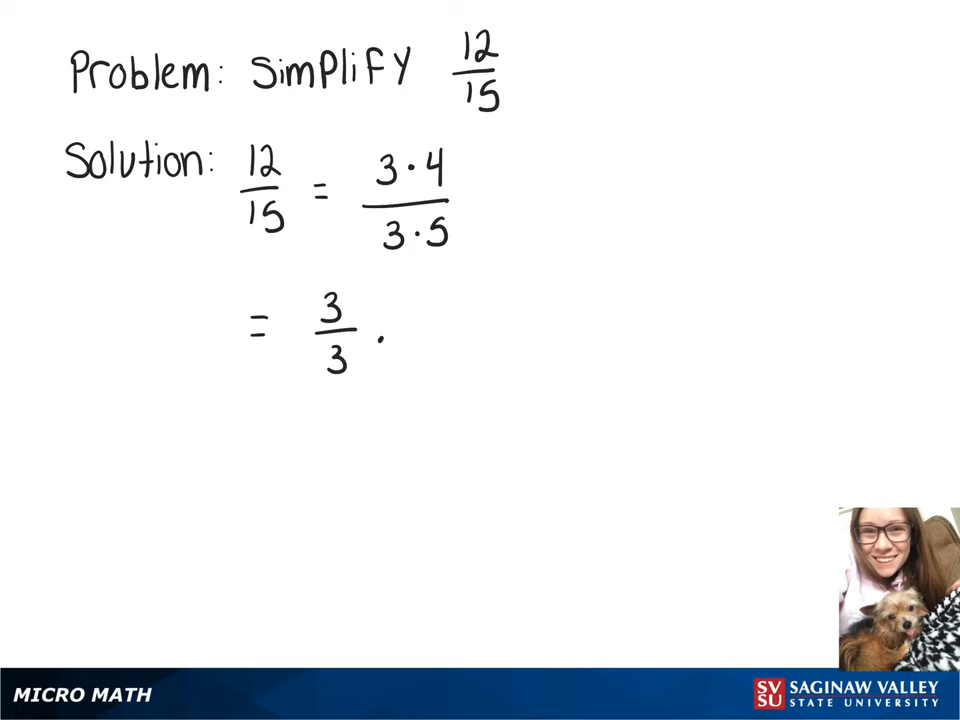 Problem: Simplify 12/15
Solution: 12/15 = 3·4/3·5
= 3/3 ·
MICRO MATH
SVSU SAGINAW VALLEY STATE UNIVERSITY